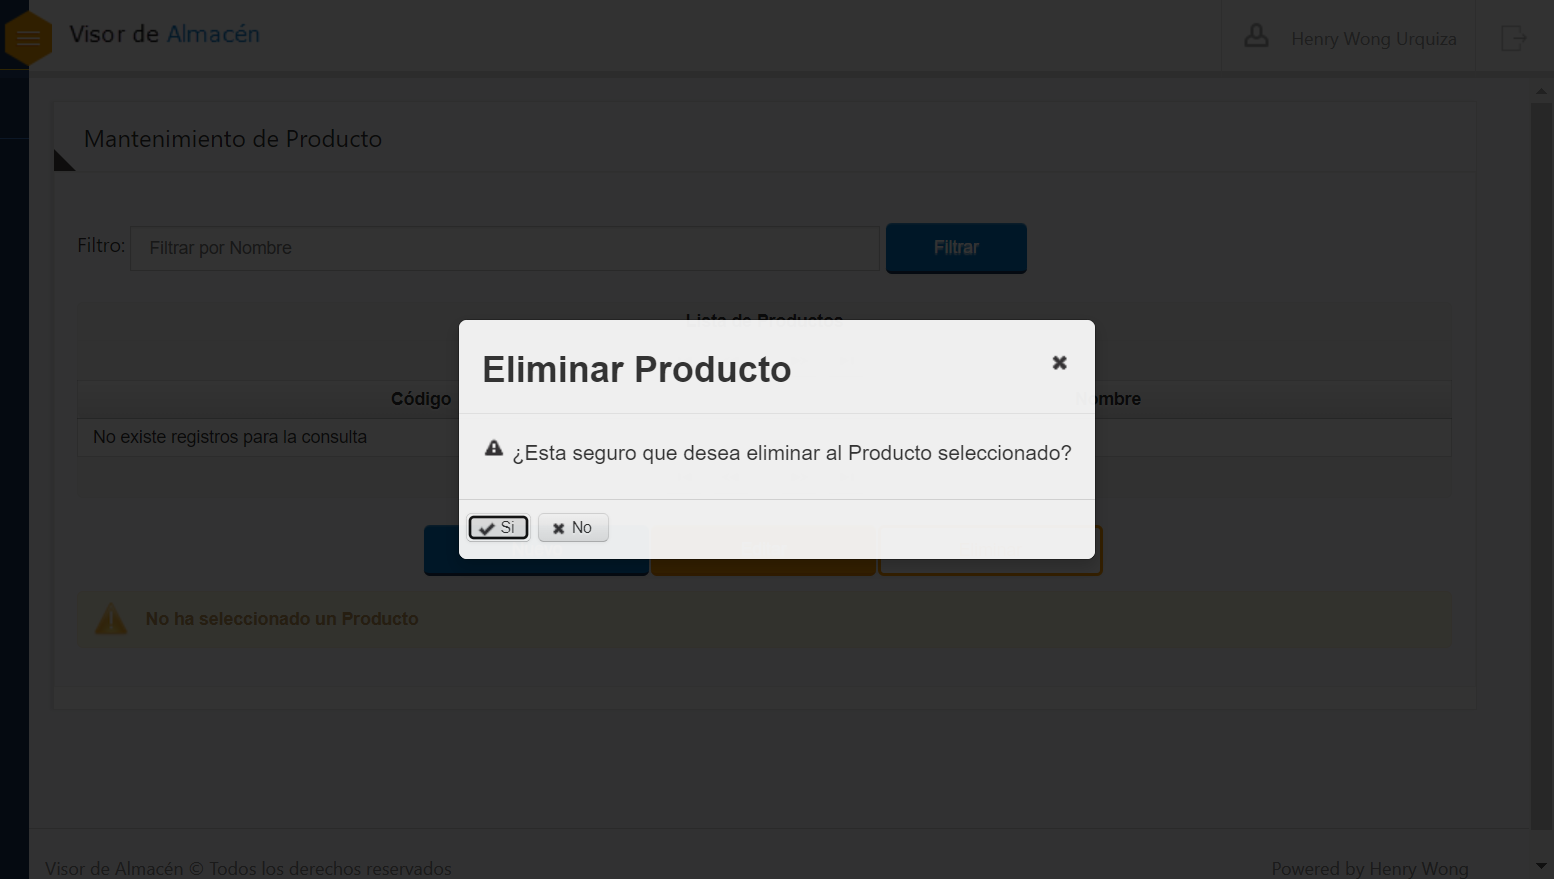 Visor de Almacén
Henry Wong Urquiza
Mantenimiento de Producto
Filtro:
Filtrar por Nombre
Filtrar
Lista de Productos
Código
Nombre
No existe registros para la consulta
Eliminar Producto
¿Esta seguro que desea eliminar al Producto seleccionado?
Si
No
No ha seleccionado un Producto
Visor de Almacén © Todos los derechos reservados
Powered by Henry Wong